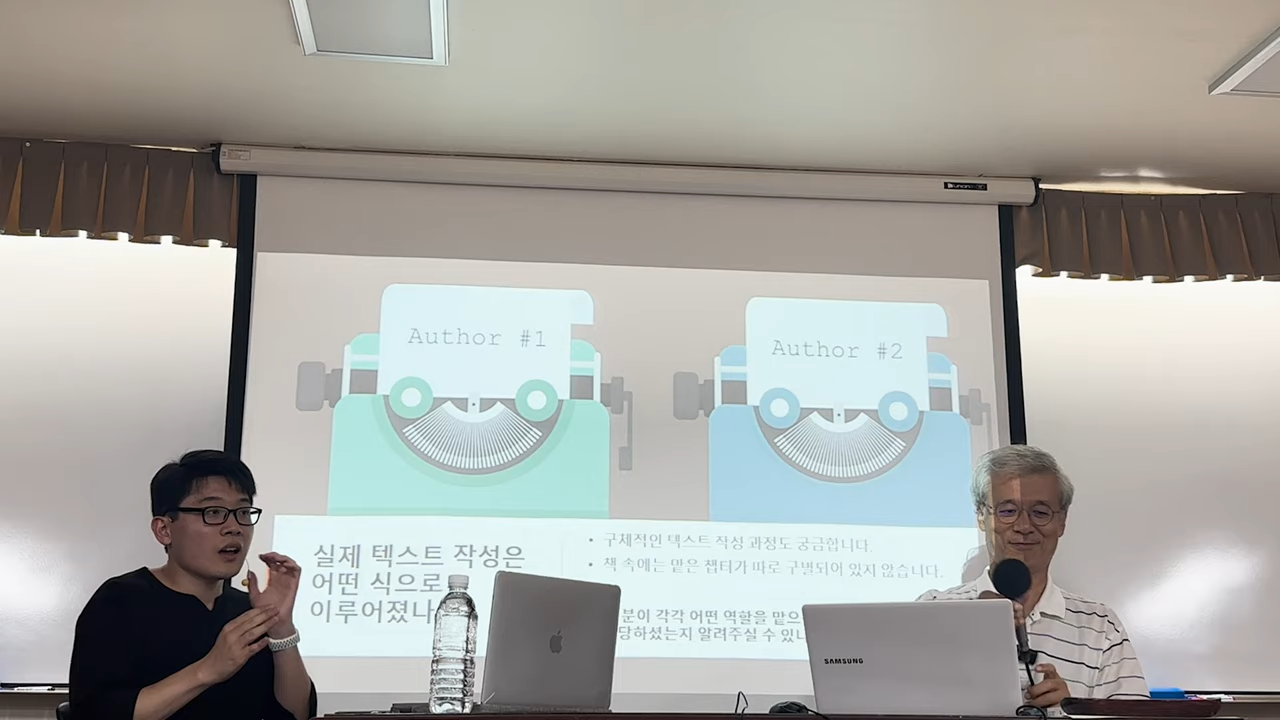 Author #1
Author #2
실제 텍스트 작성은
어떤 식으로
이루어졌나
• 구체적인 텍스트 작성 과정도 궁금합니다.
• 책 속에는 맡은 챕터가 따로 구별되어 있지 않습니다.
분이 각각 어떤 역할을 맡으
당하셨는지 알려주실 수 있
SAMSUNG